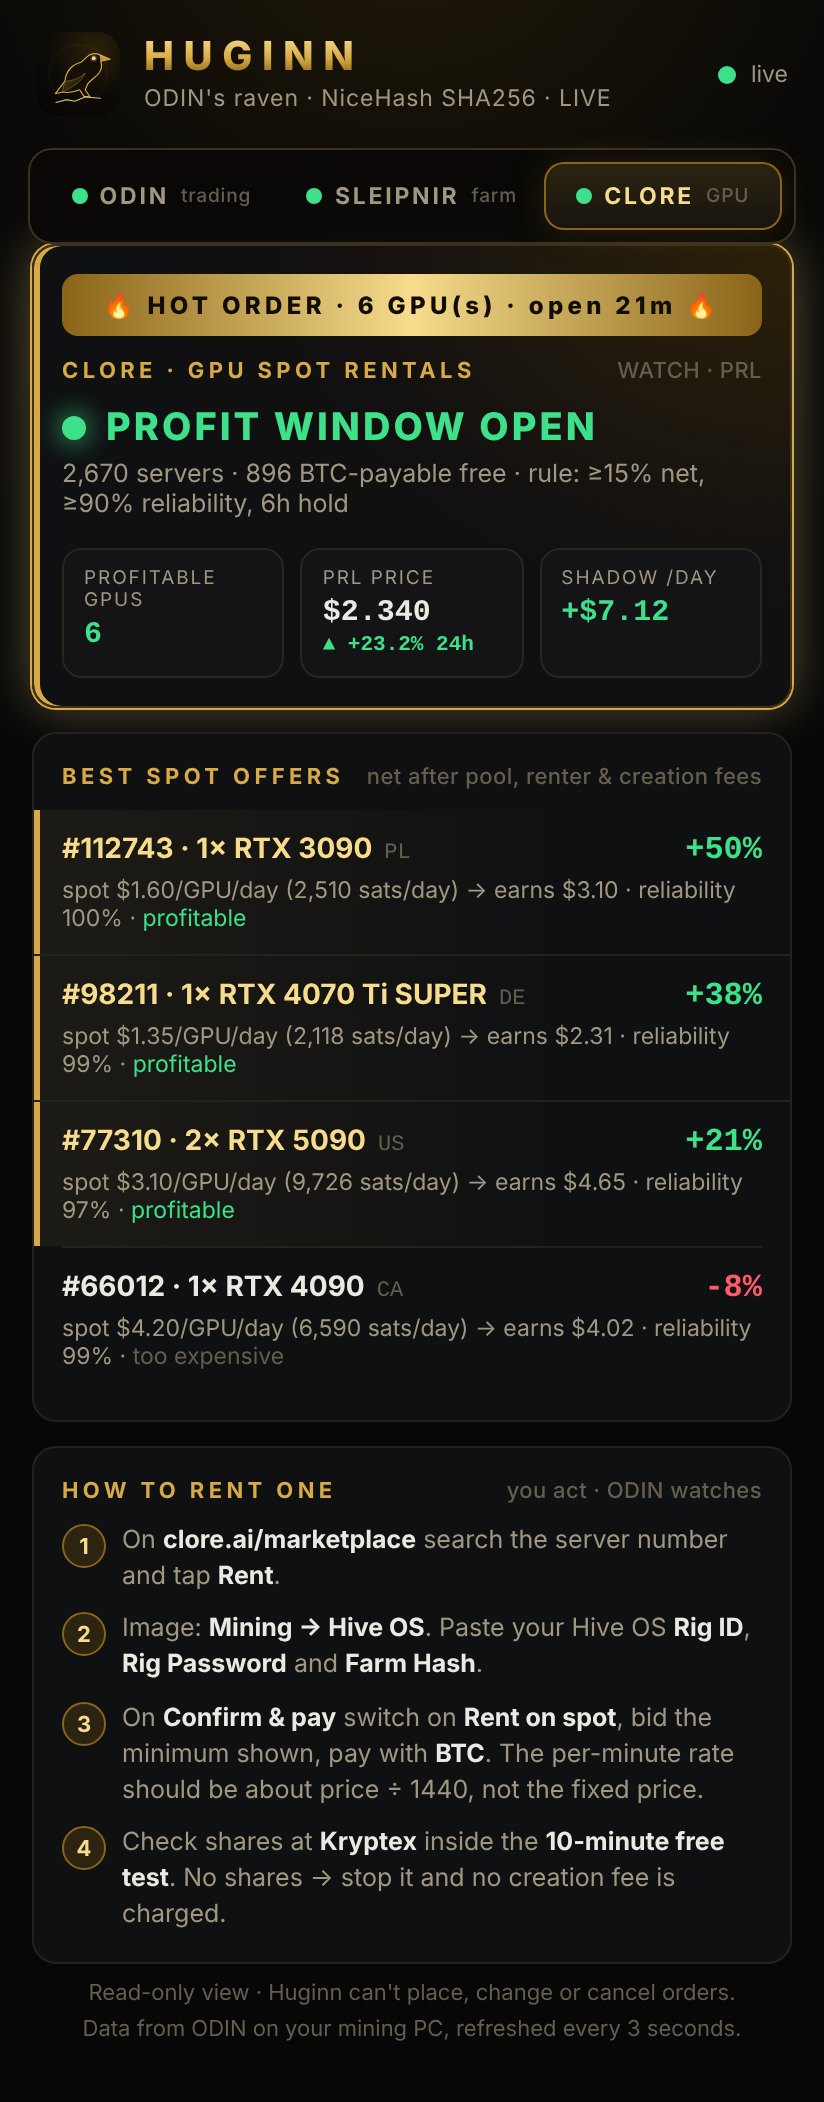 HUGINN
ODIN's raven · NiceHash SHA256 · LIVE
live
ODIN trading
SLEIPNIR farm
CLORE GPU
🔥 HOT ORDER · 6 GPU(s) · open 21m 🔥
CLORE · GPU SPOT RENTALS
WATCH · PRL
PROFIT WINDOW OPEN
2,670 servers · 896 BTC-payable free · rule: ≥15% net,
≥90% reliability, 6h hold
PROFITABLE
GPUS
6
PRL PRICE
$2.340
▲ +23.2% 24h
SHADOW /DAY
+$7.12
BEST SPOT OFFERS
net after pool, renter & creation fees
#112743 · 1× RTX 3090 PL
+50%
spot $1.60/GPU/day (2,510 sats/day) → earns $3.10 · reliability
100% · profitable
#98211 · 1× RTX 4070 Ti SUPER DE
+38%
spot $1.35/GPU/day (2,118 sats/day) → earns $2.31 · reliability
99% · profitable
#77310 · 2× RTX 5090 US
+21%
spot $3.10/GPU/day (9,726 sats/day) → earns $4.65 · reliability
97% · profitable
#66012 · 1× RTX 4090 CA
-8%
spot $4.20/GPU/day (6,590 sats/day) → earns $4.02 · reliability
99% · too expensive
HOW TO RENT ONE
you act · ODIN watches
1
On clore.ai/marketplace search the server number
and tap Rent.
2
Image: Mining → Hive OS. Paste your Hive OS Rig ID,
Rig Password and Farm Hash.
3
On Confirm & pay switch on Rent on spot, bid the
minimum shown, pay with BTC. The per-minute rate
should be about price ÷ 1440, not the fixed price.
4
Check shares at Kryptex inside the 10-minute free
test. No shares → stop it and no creation fee is
charged.
Read-only view · Huginn can't place, change or cancel orders.
Data from ODIN on your mining PC, refreshed every 3 seconds.